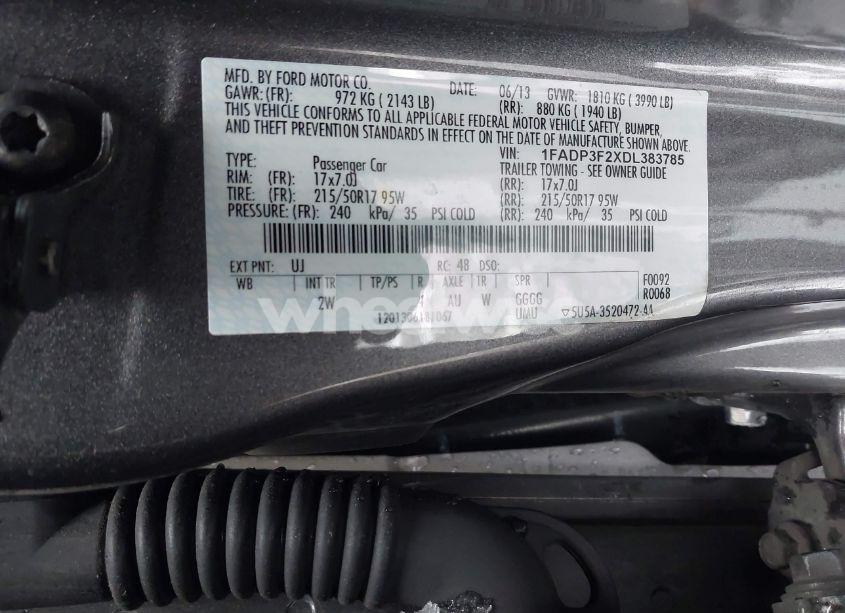 MFD. BY FORD MOTOR CO. DATE: 06/13 GVWR: 1810 KG ( 3990 LB)
GAWR: (FR): 972 KG ( 2143 LB) (RR): 880 KG ( 1940 LB)
THIS VEHICLE CONFORMS TO ALL APPLICABLE FEDERAL MOTOR VEHICLE SAFETY, BUMPER,
AND THEFT PREVENTION STANDARDS IN EFFECT ON THE DATE OF MANUFACTURE SHOWN ABOVE.
VIN: 1FADP3F2XDL383785
TYPE: Passenger Car TRAILER TOWING - SEE OWNER GUIDE
RIM: (FR): 17x7.0J (RR): 17x7.0J
TIRE: (FR): 215/50R17 95W (RR): 215/50R17 95W
PRESSURE: (FR): 240 kPa/ 35 PSI COLD (RR): 240 kPa/ 35 PSI COLD
EXT PNT: UJ RC: 48 DSO:
WB INT TR TP/PS R AXLE TR SPR F0092
R0068
2W AU W GGGG
UMU